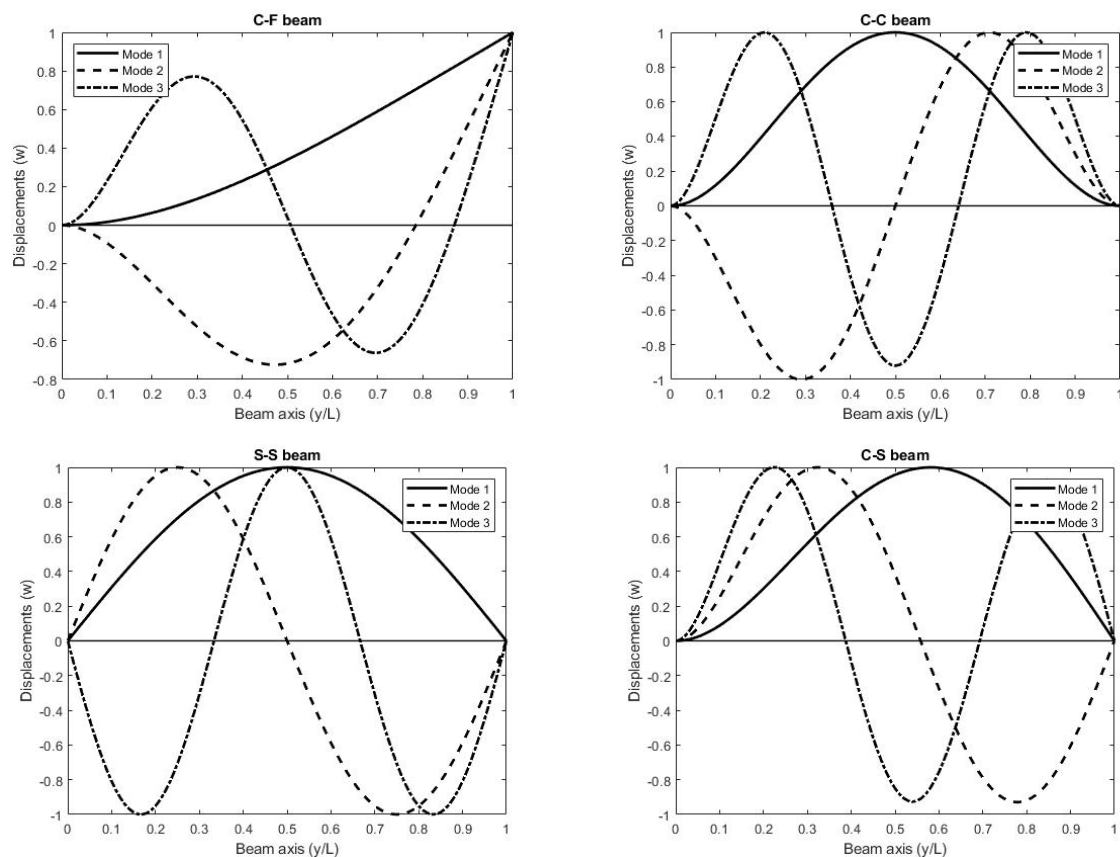 C-F beam
Mode 1
Mode 2
Mode 3
1
0.8
0.6
0.4
0.2
0
-0.2
-0.4
-0.6
-0.8
Displacements (w)
0 0.1 0.2 0.3 0.4 0.5 0.6 0.7 0.8 0.9 1
Beam axis (y/L)
C-C beam
Mode 1
Mode 2
Mode 3
1
0.8
0.6
0.4
0.2
0
-0.2
-0.4
-0.6
-0.8
-1
Displacements (w)
0 0.1 0.2 0.3 0.4 0.5 0.6 0.7 0.8 0.9 1
Beam axis (y/L)
S-S beam
Mode 1
Mode 2
Mode 3
1
0.8
0.6
0.4
0.2
0
-0.2
-0.4
-0.6
-0.8
-1
Displacements (w)
0 0.1 0.2 0.3 0.4 0.5 0.6 0.7 0.8 0.9 1
Beam axis (y/L)
C-S beam
Mode 1
Mode 2
Mode 3
1
0.8
0.6
0.4
0.2
0
-0.2
-0.4
-0.6
-0.8
-1
Displacements (w)
0 0.1 0.2 0.3 0.4 0.5 0.6 0.7 0.8 0.9 1
Beam axis (y/L)